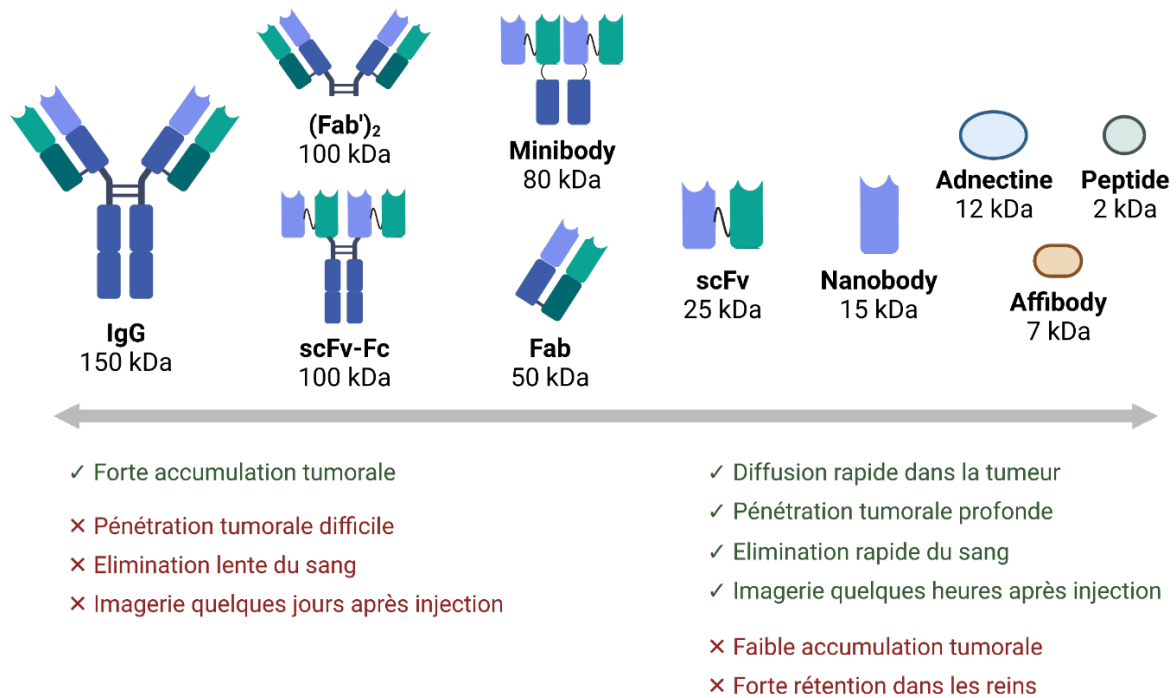 IgG
150 kDa
(Fab')₂
100 kDa
scFv-Fc
100 kDa
Minibody
80 kDa
Fab
50 kDa
scFv
25 kDa
Nanobody
15 kDa
Adnectine
12 kDa
Peptide
2 kDa
Affibody
7 kDa
✓ Forte accumulation tumorale
✕ Pénétration tumorale difficile
✕ Elimination lente du sang
✕ Imagerie quelques jours après injection
✓ Diffusion rapide dans la tumeur
✓ Pénétration tumorale profonde
✓ Elimination rapide du sang
✓ Imagerie quelques heures après injection
✕ Faible accumulation tumorale
✕ Forte rétention dans les reins